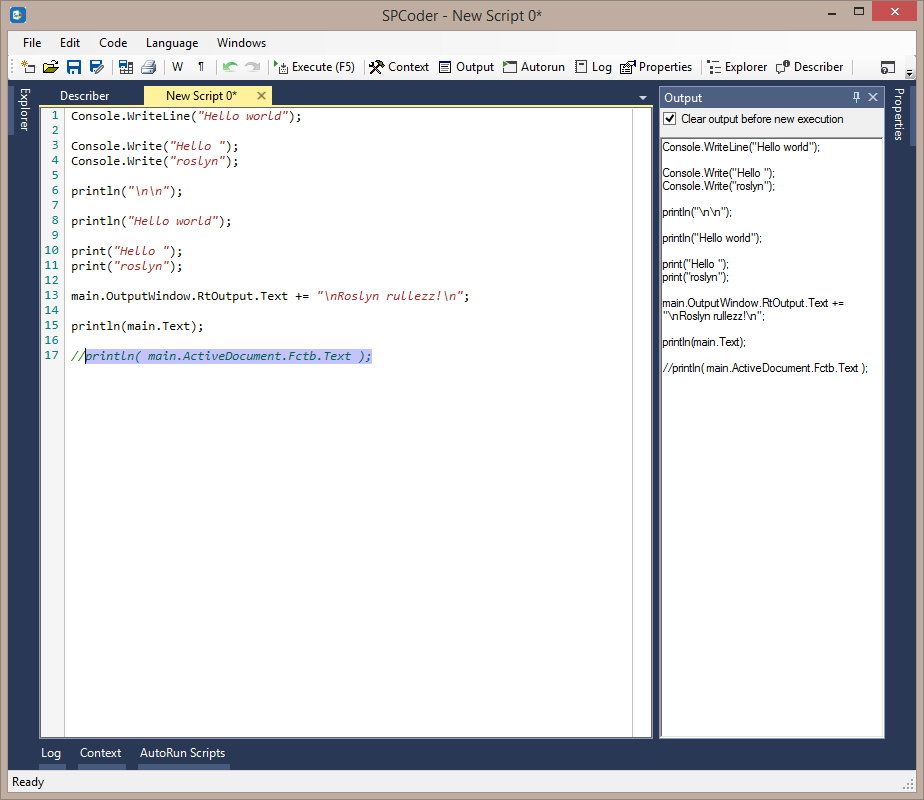 SPCoder - New Script 0*
File Edit Code Language Windows
W ¶ Execute (F5) Context Output Autorun Log Properties Explorer Describer
Explorer
Describer New Script 0*
1 Console.WriteLine("Hello world");
2
3 Console.Write("Hello ");
4 Console.Write("roslyn");
5
6 println("\n\n");
7
8 println("Hello world");
9
10 print("Hello ");
11 print("roslyn");
12
13 main.OutputWindow.RtOutput.Text += "\nRoslyn rullezz!\n";
14
15 println(main.Text);
16
17 //println( main.ActiveDocument.Fctb.Text );
Output
Clear output before new execution
Console.WriteLine("Hello world");
Console.Write("Hello ");
Console.Write("roslyn");
println("\n\n");
println("Hello world");
print("Hello ");
print("roslyn");
main.OutputWindow.RtOutput.Text +=
"\nRoslyn rullezz!\n";
println(main.Text);
//println( main.ActiveDocument.Fctb.Text );
Properties
Log Context AutoRun Scripts
Ready